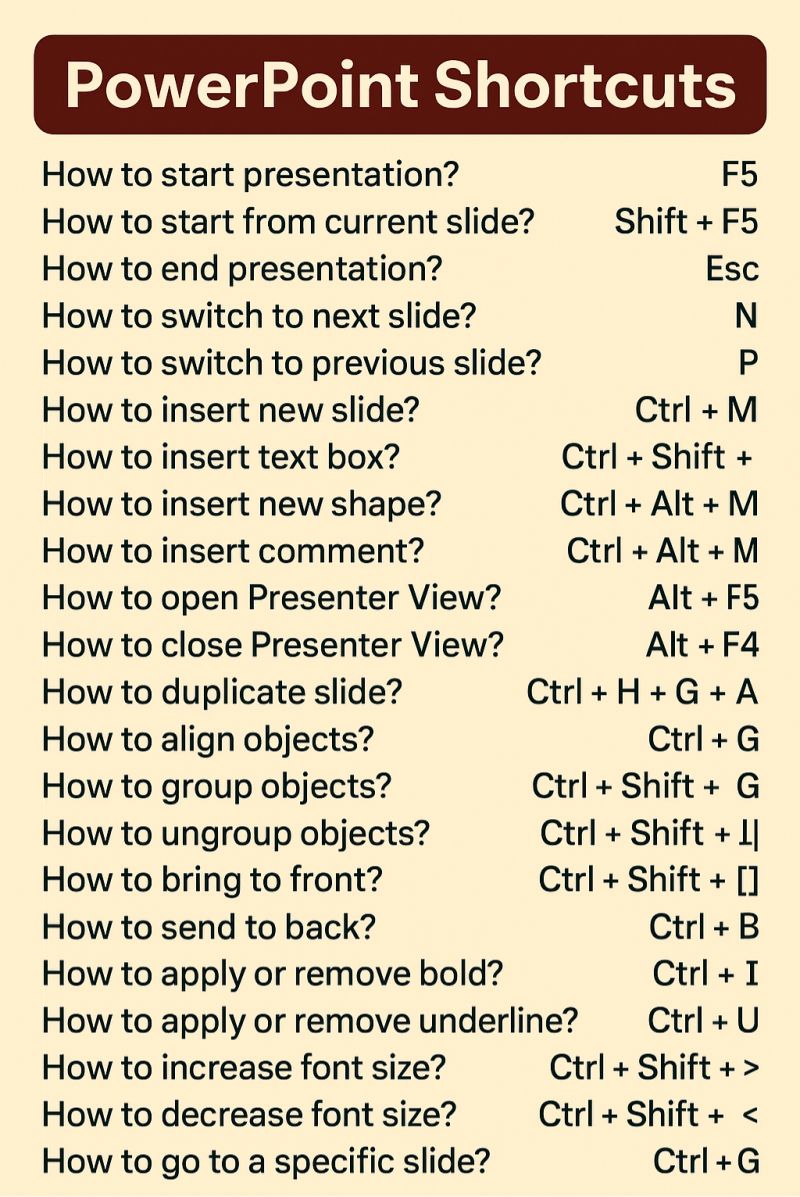 PowerPoint Shortcuts
How to start presentation? F5
How to start from current slide? Shift + F5
How to end presentation? Esc
How to switch to next slide? N
How to switch to previous slide? P
How to insert new slide? Ctrl + M
How to insert text box? Ctrl + Shift +
How to insert new shape? Ctrl + Alt + M
How to insert comment? Ctrl + Alt + M
How to open Presenter View? Alt + F5
How to close Presenter View? Alt + F4
How to duplicate slide? Ctrl + H + G + A
How to align objects? Ctrl + G
How to group objects? Ctrl + Shift + G
How to ungroup objects? Ctrl + Shift +
How to bring to front? Ctrl + Shift + []
How to send to back? Ctrl + B
How to apply or remove bold? Ctrl + I
How to apply or remove underline? Ctrl + U
How to increase font size? Ctrl + Shift + >
How to decrease font size? Ctrl + Shift + <
How to go to a specific slide? Ctrl + G